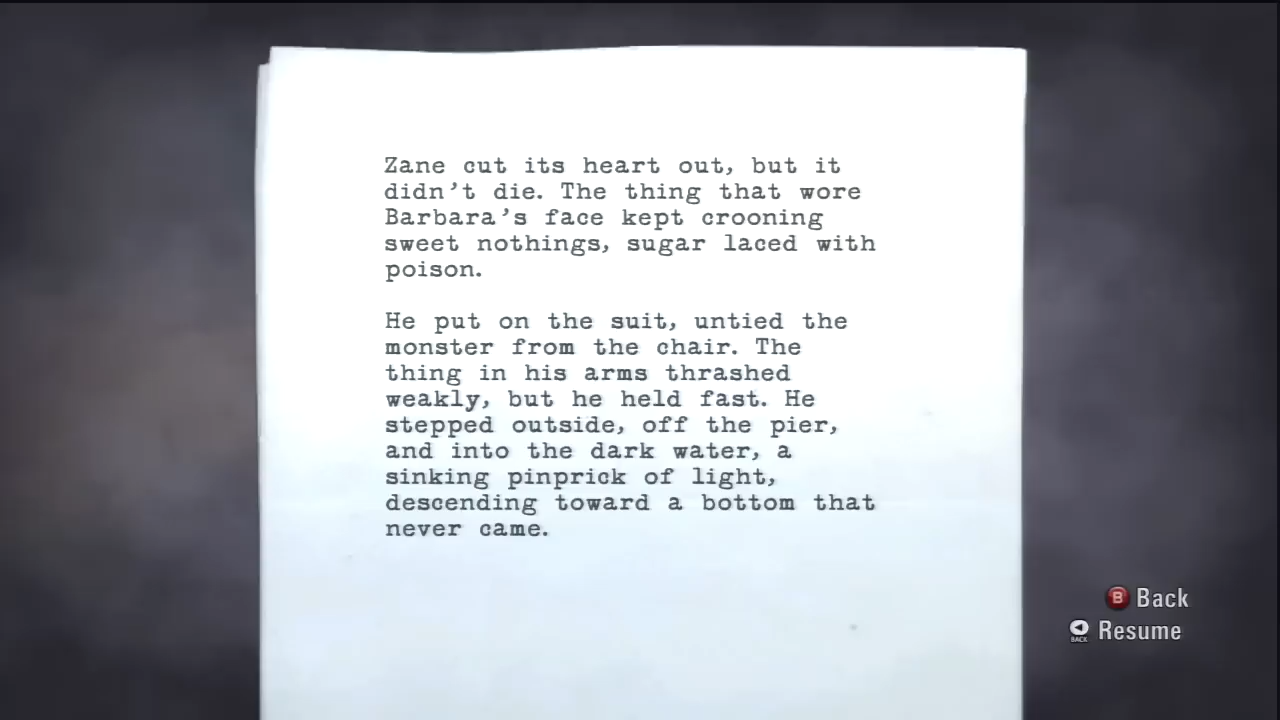 Zane cut its heart out, but it
didn't die. The thing that wore
Barbara's face kept crooning
sweet nothings, sugar laced with
poison.
He put on the suit, untied the
monster from the chair. The
thing in his arms thrashed
weakly, but he held fast. He
stepped outside, off the pier,
and into the dark water, a
sinking pinprick of light,
descending toward a bottom that
never came.
B Back
BACK Resume